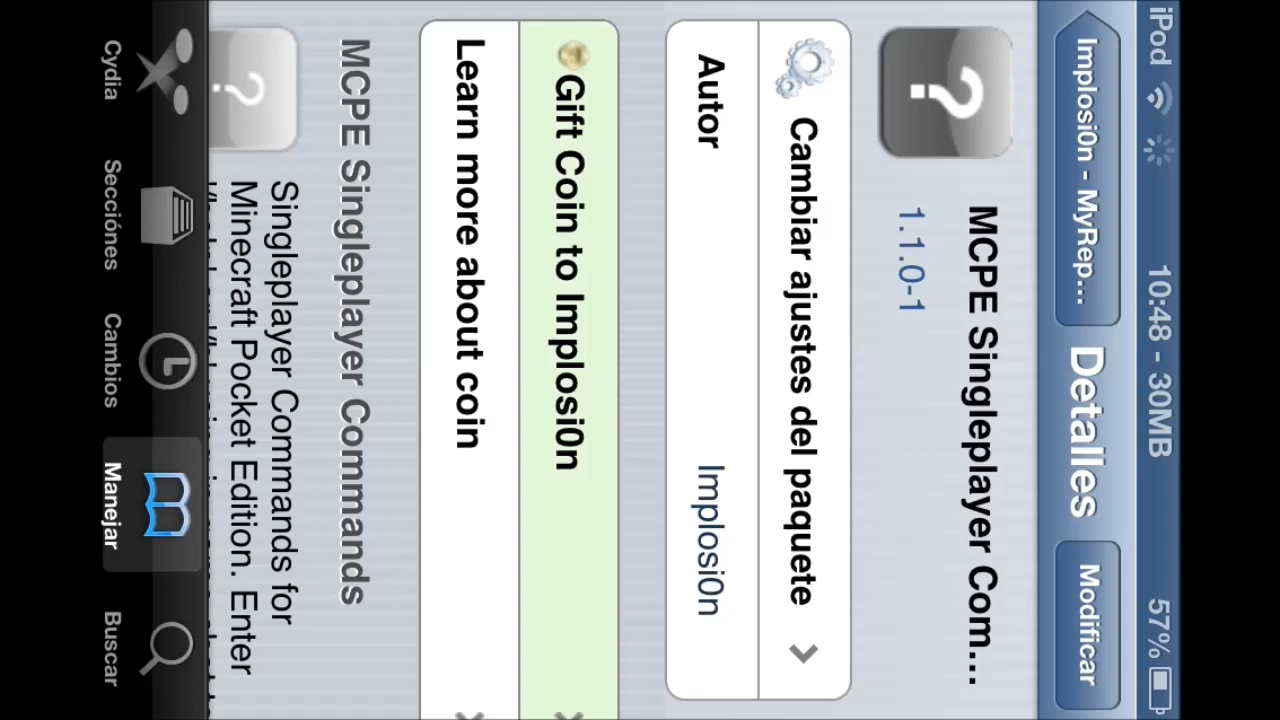 iPod 10:48 - 30MB 57%
Implosi0n - MyRep... Detalles Modificar
MCPE Singleplayer Com...
1.1.0-1
Cambiar ajustes del paquete
Autor Implosi0n
Gift Coin to Implosi0n
Learn more about coin
MCPE Singleplayer Commands
Singleplayer Commands for
Minecraft Pocket Edition. Enter
Cydia Secciónes Cambios Manejar Buscar